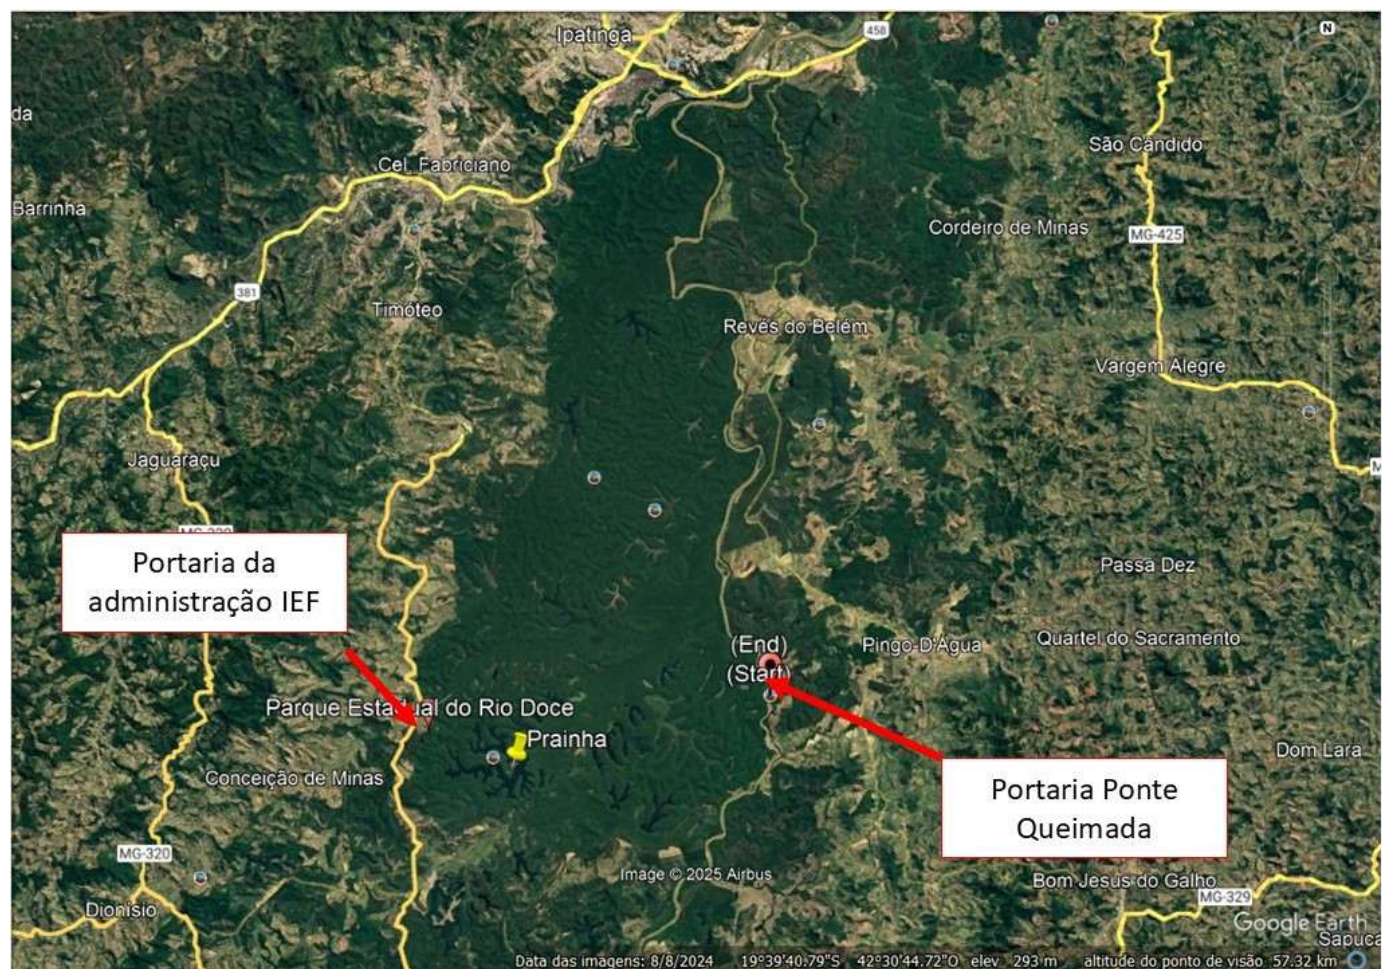 Ipatinga
458
N
da
São Cândido
Cel. Fabriciano
Barrinha
Cordeiro de Minas
MG-425
381
Timóteo
Revés do Belém
Vargem Alegre
Jaguaraçu
M
Portaria da
administração IEF
Passa Dez
(End)
Pingo D'Agua
Quartel do Sacramento
(Start)
Parque Estadual do Rio Doce
Prainha
Dom Lara
Conceição de Minas
Portaria Ponte
Queimada
MG-320
Image © 2025 Airbus
Bom Jesus do Galho
MG-329
Dionísio
Google Earth
Sapuca
Data das imagens: 8/8/2024 19°39'40.79"S 42°30'44.72"O elev 293 m altitude do ponto de visão 57.32 km